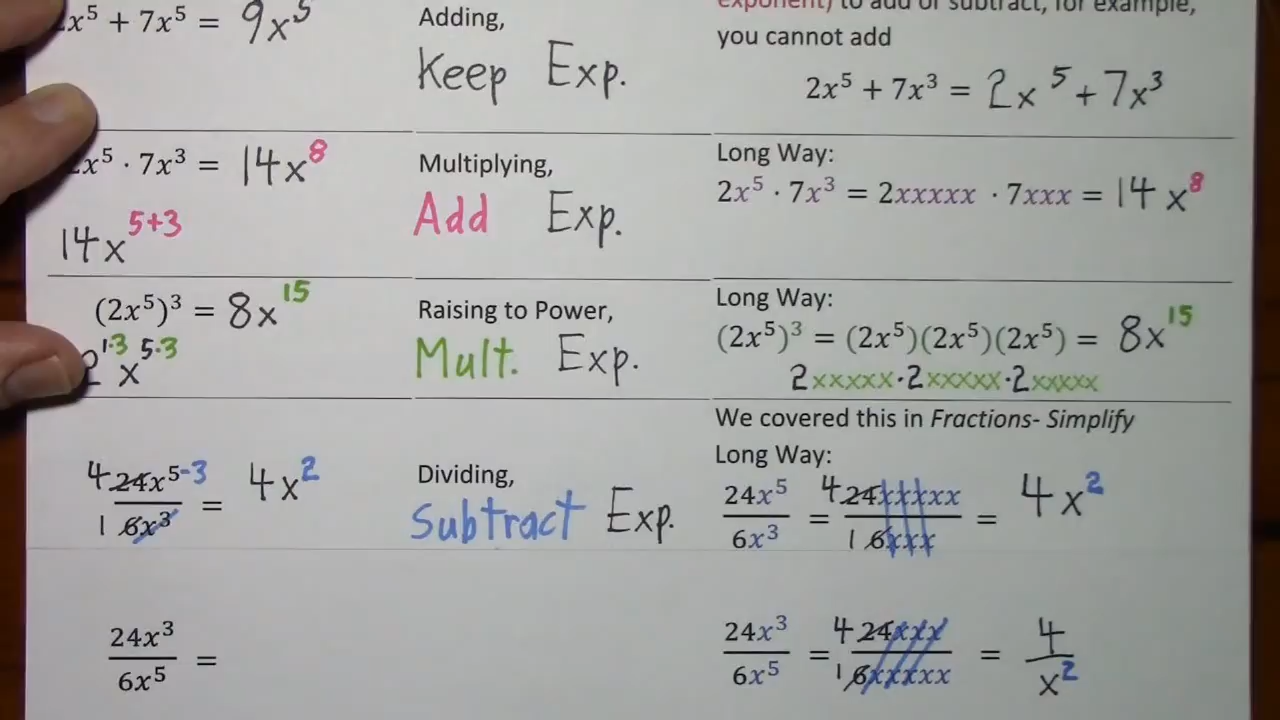 x⁵ + 7x⁵ = 9x⁵
Adding,
Keep Exp.
to add or subtract, for example,
you cannot add
2x⁵ + 7x³ = 2x⁵ + 7x³
x⁵ · 7x³ = 14x⁸
14x⁵⁺³
Multiplying,
Add Exp.
Long Way:
2x⁵ · 7x³ = 2xxxxx · 7xxx = 14x⁸
(2x⁵)³ = 8x¹⁵
2¹·³ x⁵·³
Raising to Power,
Mult. Exp.
Long Way:
(2x⁵)³ = (2x⁵)(2x⁵)(2x⁵) = 8x¹⁵
2xxxxx·2xxxxx·2xxxxx
4 24x⁵⁻³
1 6x³
= 4x²
Dividing,
Subtract Exp.
We covered this in Fractions- Simplify
Long Way:
24x⁵ / 6x³ = 4 24xxxxx / 1 6xxx = 4x²
24x³ / 6x⁵ =
24x³ / 6x⁵ = 4 24xxx / 1 6xxxxx = 4 / x²